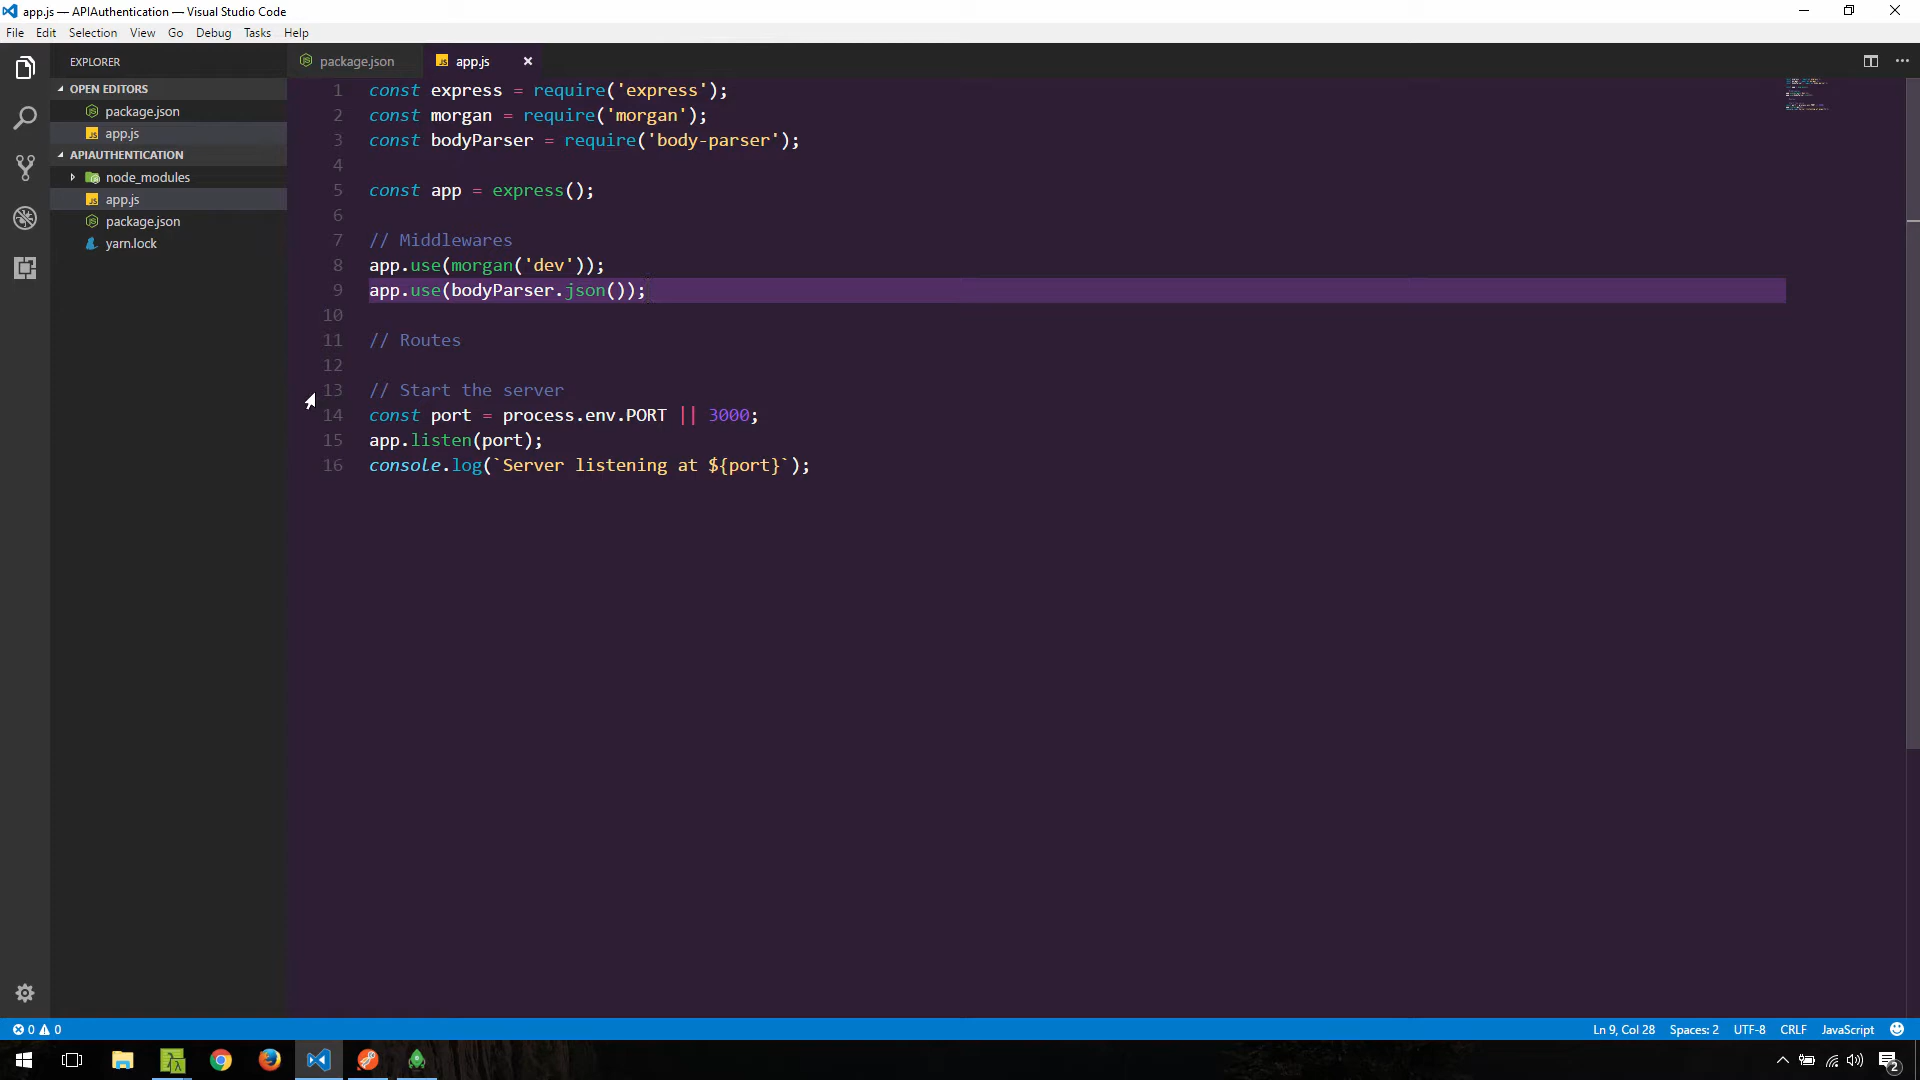 app.js — APIAuthentication — Visual Studio Code
File Edit Selection View Go Debug Tasks Help
EXPLORER
OPEN EDITORS
package.json
app.js
APIAUTHENTICATION
node_modules
app.js
package.json
yarn.lock
package.json app.js
1 const express = require('express');
2 const morgan = require('morgan');
3 const bodyParser = require('body-parser');
4
5 const app = express();
6
7 // Middlewares
8 app.use(morgan('dev'));
9 app.use(bodyParser.json());
10
11 // Routes
12
13 // Start the server
14 const port = process.env.PORT || 3000;
15 app.listen(port);
16 console.log(`Server listening at ${port}`);
0 0 Ln 9, Col 28 Spaces: 2 UTF-8 CRLF JavaScript
2